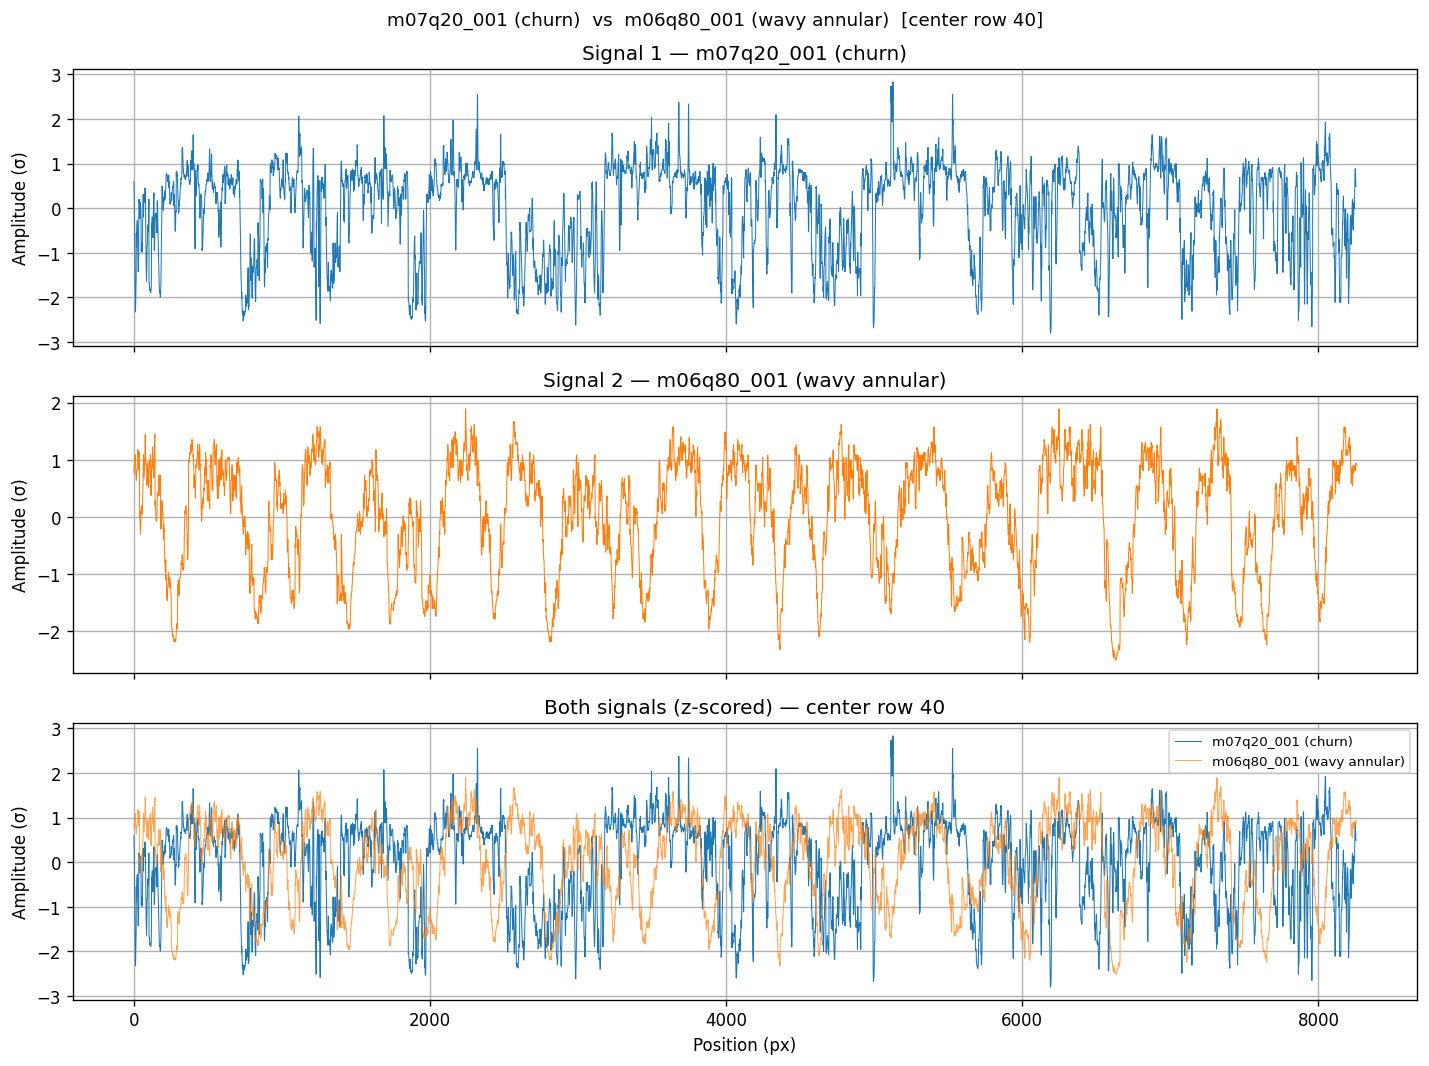 m07q20_001 (churn)  vs  m06q80_001 (wavy annular)  [center row 40]
Signal 1 — m07q20_001 (churn)
3
2
1
0
−1
−2
−3
Amplitude (σ)
Signal 2 — m06q80_001 (wavy annular)
2
1
0
−1
−2
Amplitude (σ)
Both signals (z-scored) — center row 40
m07q20_001 (churn)
m06q80_001 (wavy annular)
3
2
1
0
−1
−2
−3
Amplitude (σ)
0 2000 4000 6000 8000
Position (px)